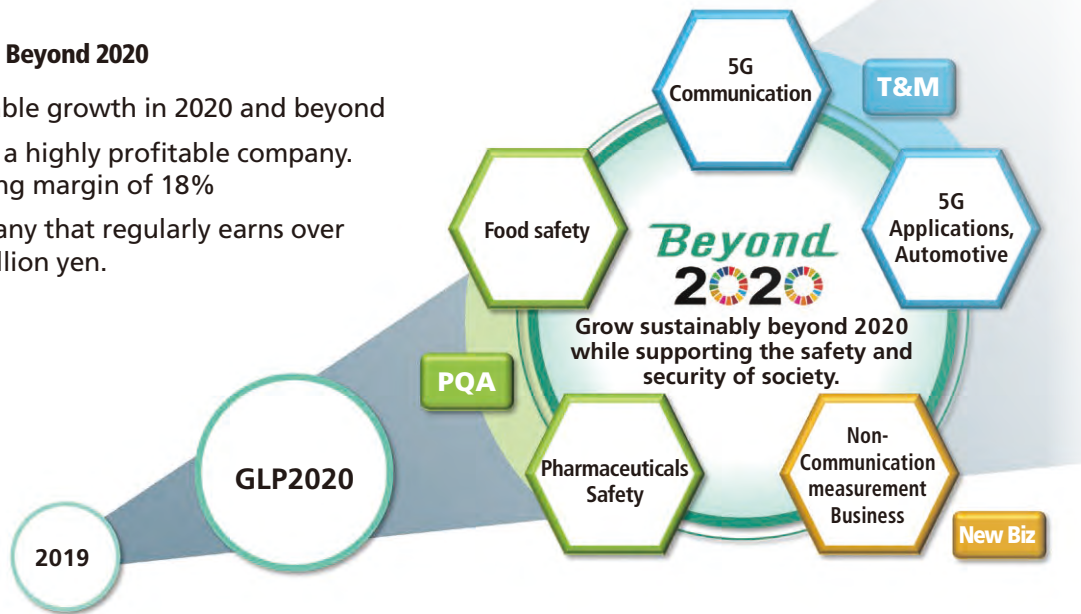 Beyond 2020
able growth in 2020 and beyond
a highly profitable company.
ng margin of 18%
any that regularly earns over
llion yen.
5G
Communication
T&M
5G
Applications,
Automotive
Food safety
Beyond
2020
Grow sustainably beyond 2020
while supporting the safety and
security of society.
PQA
Pharmaceuticals
Safety
Non-
Communication
measurement
Business
New Biz
GLP2020
2019